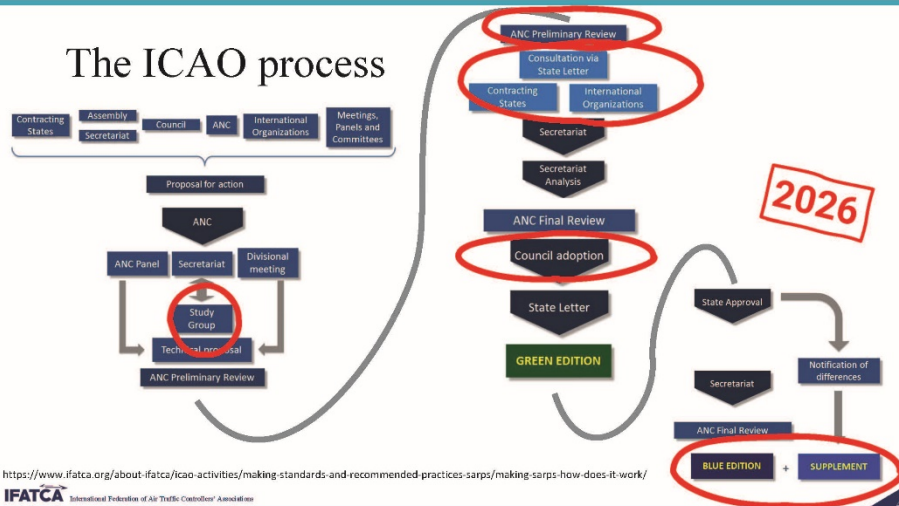 The ICAO process
Contracting
States
Assembly
Secretariat
Council
ANC
International
Organizations
Meetings,
Panels and
Committees
Proposal for action
ANC
ANC Panel
Secretariat
Divisional
meeting
Study
Group
Technical proposal
ANC Preliminary Review
ANC Preliminary Review
Consultation via
State Letter
Contracting
States
International
Organizations
Secretariat
Secretariat
Analysis
ANC Final Review
Council adoption
State Letter
GREEN EDITION
2026
State Approval
Notification of
differences
Secretariat
ANC Final Review
BLUE EDITION
+
SUPPLEMENT
https://www.ifatca.org/about-ifatca/icao-activities/making-standards-and-recommended-practices-sarps/making-sarps-how-does-it-work/
IFATCA International Federation of Air Traffic Controllers' Associations